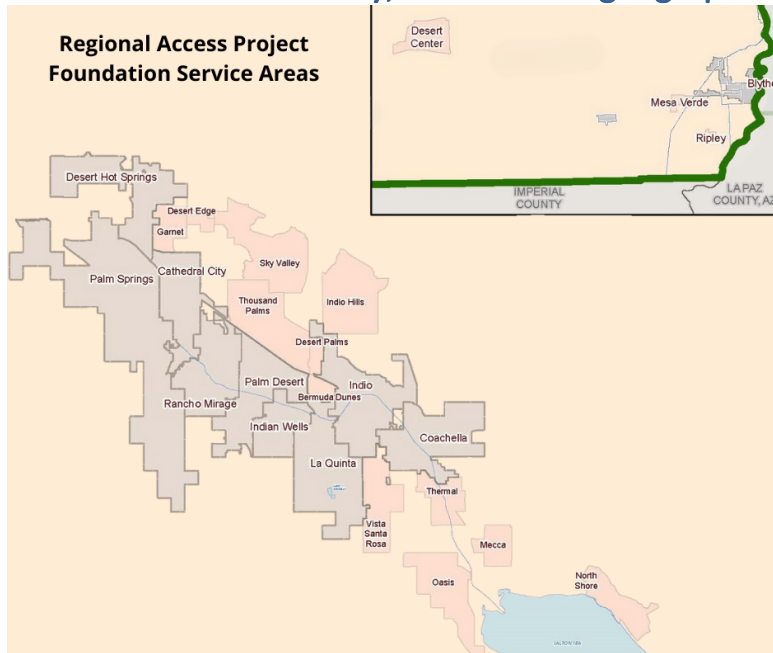 Regional Access Project
Foundation Service Areas
Desert
Center
Blythe
Mesa Verde
Ripley
IMPERIAL
COUNTY
LA PAZ
COUNTY, AZ
Desert Hot Springs
Desert Edge
Garnet
Cathedral City
Sky Valley
Palm Springs
Thousand
Palms
Indio Hills
Desert Palms
Palm Desert
Indio
Bermuda Dunes
Rancho Mirage
Indian Wells
Coachella
La Quinta
Thermal
Vista
Santa
Rosa
Mecca
Oasis
North
Shore
SALTON SEA